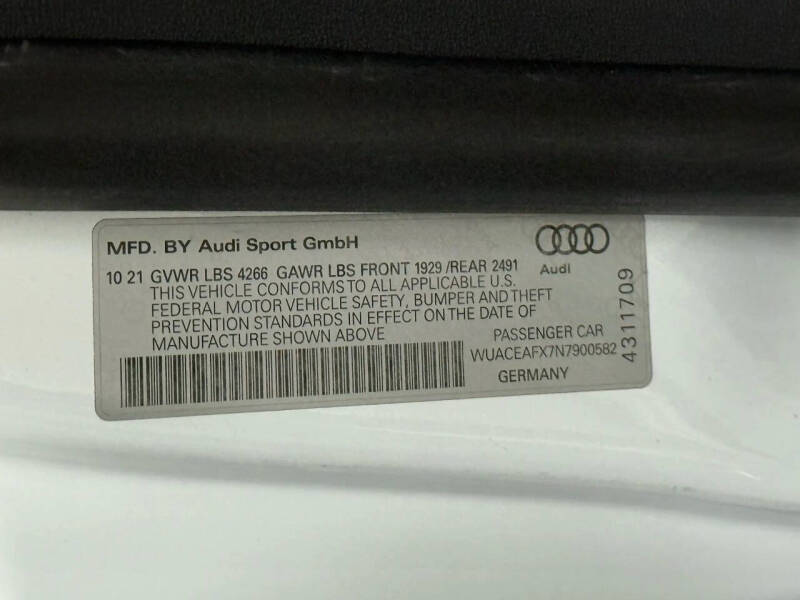 MFD. BY Audi Sport GmbH
Audi
10 21 GVWR LBS 4266 GAWR LBS FRONT 1929 /REAR 2491
THIS VEHICLE CONFORMS TO ALL APPLICABLE U.S.
FEDERAL MOTOR VEHICLE SAFETY, BUMPER AND THEFT
PREVENTION STANDARDS IN EFFECT ON THE DATE OF
MANUFACTURE SHOWN ABOVE
PASSENGER CAR
WUACEAFX7N7900582
GERMANY
4311709